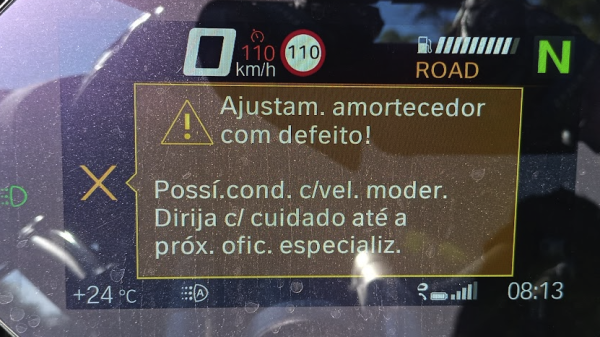 0 110 km/h 110
ROAD N
Ajustam. amortecedor
com defeito!
Possí.cond. c/vel. moder.
Dirija c/ cuidado até a
próx. ofic. especializ.
+24 °C A 08:13